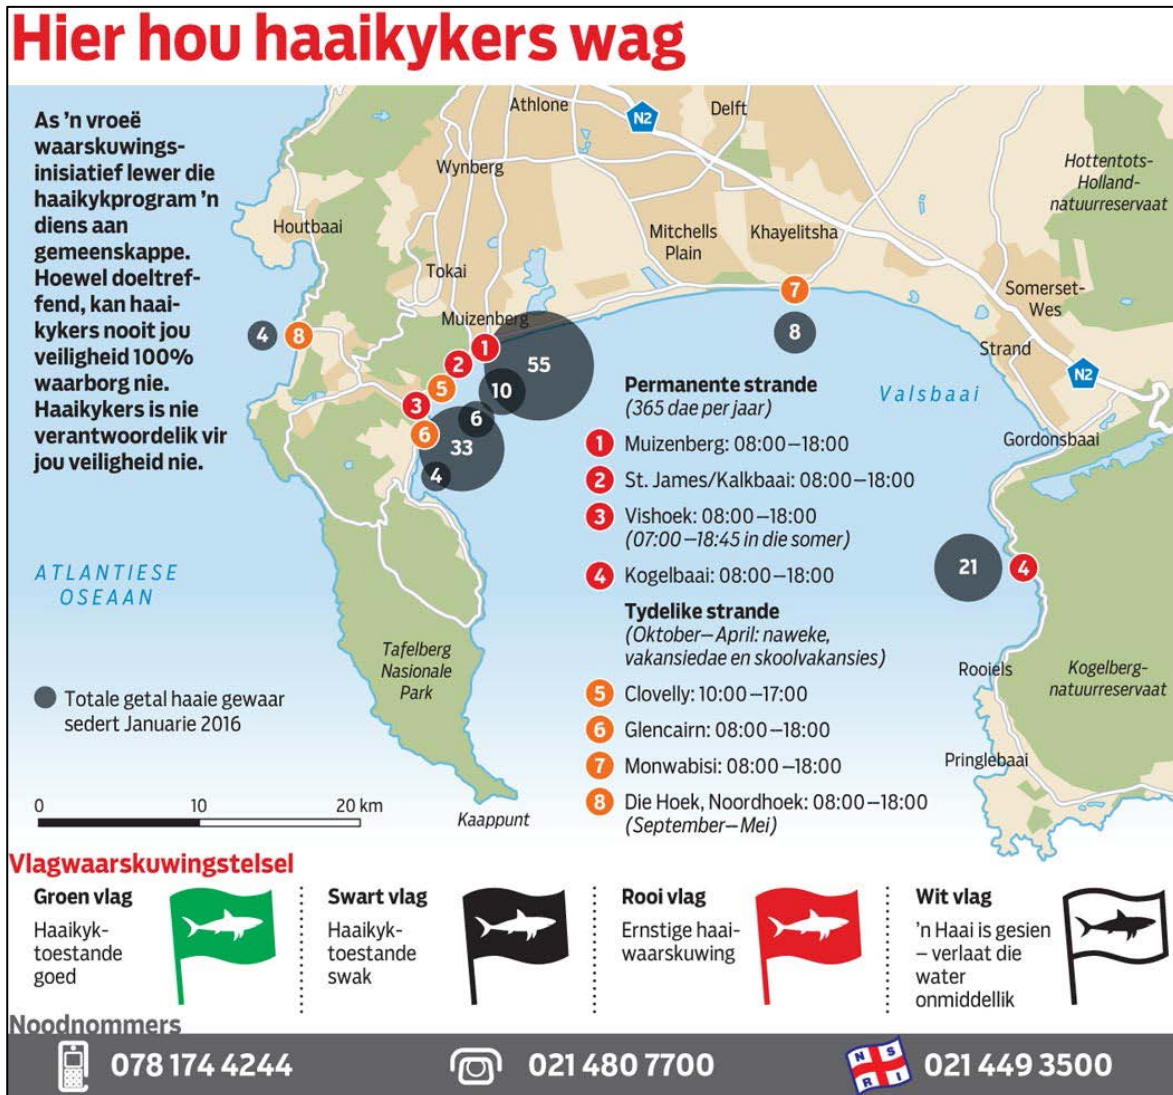 Hier hou haaikykers wag
As 'n vroeë
waarskuwings-
inisiatief lewer die
haaikykprogram 'n
diens aan
gemeenskappe.
Hoewel doeltref-
fend, kan haai-
kykers nooit jou
veiligheid 100%
waarborg nie.
Haaikykers is nie
verantwoordelik vir
jou veiligheid nie.
Athlone
N2
Delft
Wynberg
Hottentots-
Holland-
natuurreservaat
Houtbaai
Mitchells
Plain
Khayelitsha
Tokai
Somerset-
Wes
Muizenberg
7
4
8
8
1
55
2
10
5
3
6
6
33
4
Strand
N2
Valsbaai
Gordonsbaai
21
4
Rooiels
Kogelberg-
natuurreservaat
Pringlebaai
ATLANTIESE
OSEAAN
Tafelberg
Nasionale
Park
Kaappunt
Totale getal haaie gewaar
sedert Januarie 2016
0 10 20 km
Permanente strande
(365 dae per jaar)
1 Muizenberg: 08:00–18:00
2 St. James/Kalkbaai: 08:00–18:00
3 Vishoek: 08:00–18:00
(07:00–18:45 in die somer)
4 Kogelbaai: 08:00–18:00
Tydelike strande
(Oktober–April: naweke,
vakansiedae en skoolvakansies)
5 Clovelly: 10:00–17:00
6 Glencairn: 08:00–18:00
7 Monwabisi: 08:00–18:00
8 Die Hoek, Noordhoek: 08:00–18:00
(September–Mei)
Vlagwaarskuwingstelsel
Groen vlag
Haaikyk-
toestande
goed
Swart vlag
Haaikyk-
toestande
swak
Rooi vlag
Ernstige haai-
waarskuwing
Wit vlag
'n Haai is gesien
– verlaat die
water
onmiddellik
Noodnommers
078 174 4244
021 480 7700
NSRI
021 449 3500